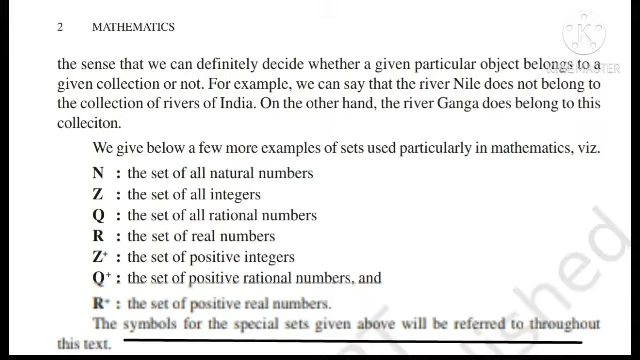 2 MATHEMATICS
the sense that we can definitely decide whether a given particular object belongs to a
given collection or not. For example, we can say that the river Nile does not belong to
the collection of rivers of India. On the other hand, the river Ganga does belong to this
colleciton.
We give below a few more examples of sets used particularly in mathematics, viz.
N : the set of all natural numbers
Z : the set of all integers
Q : the set of all rational numbers
R : the set of real numbers
Z⁺ : the set of positive integers
Q⁺ : the set of positive rational numbers, and
R⁺ : the set of positive real numbers.
The symbols for the special sets given above will be referred to throughout
this text.